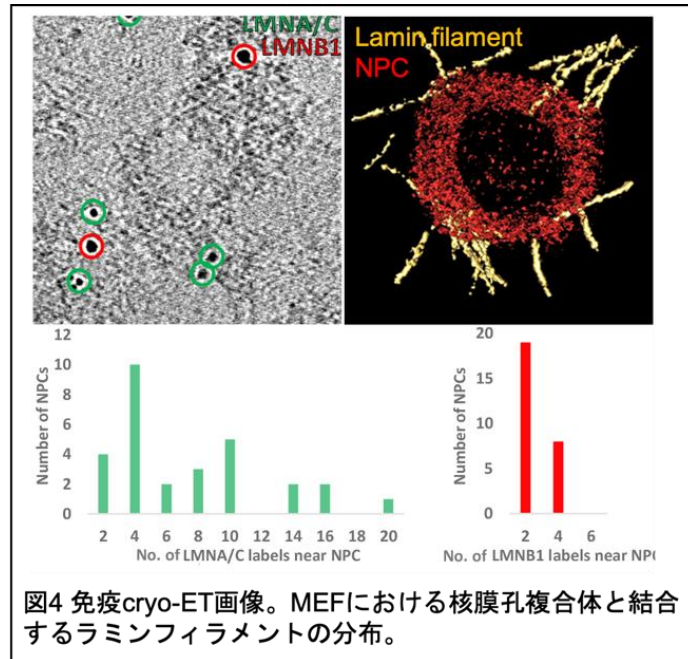 LMNA/C
LMNB1
Lamin filament
NPC
12
10
8
6
4
2
0
Number of NPCs
2 4 6 8 10 12 14 16 18 20
No. of LMNA/C labels near NPC
20
15
10
5
0
Number of NPCs
2 4 6
No. of LMNB1 labels near NPC
図4 免疫cryo-ET画像。MEFにおける核膜孔複合体と結合
するラミンフィラメントの分布。